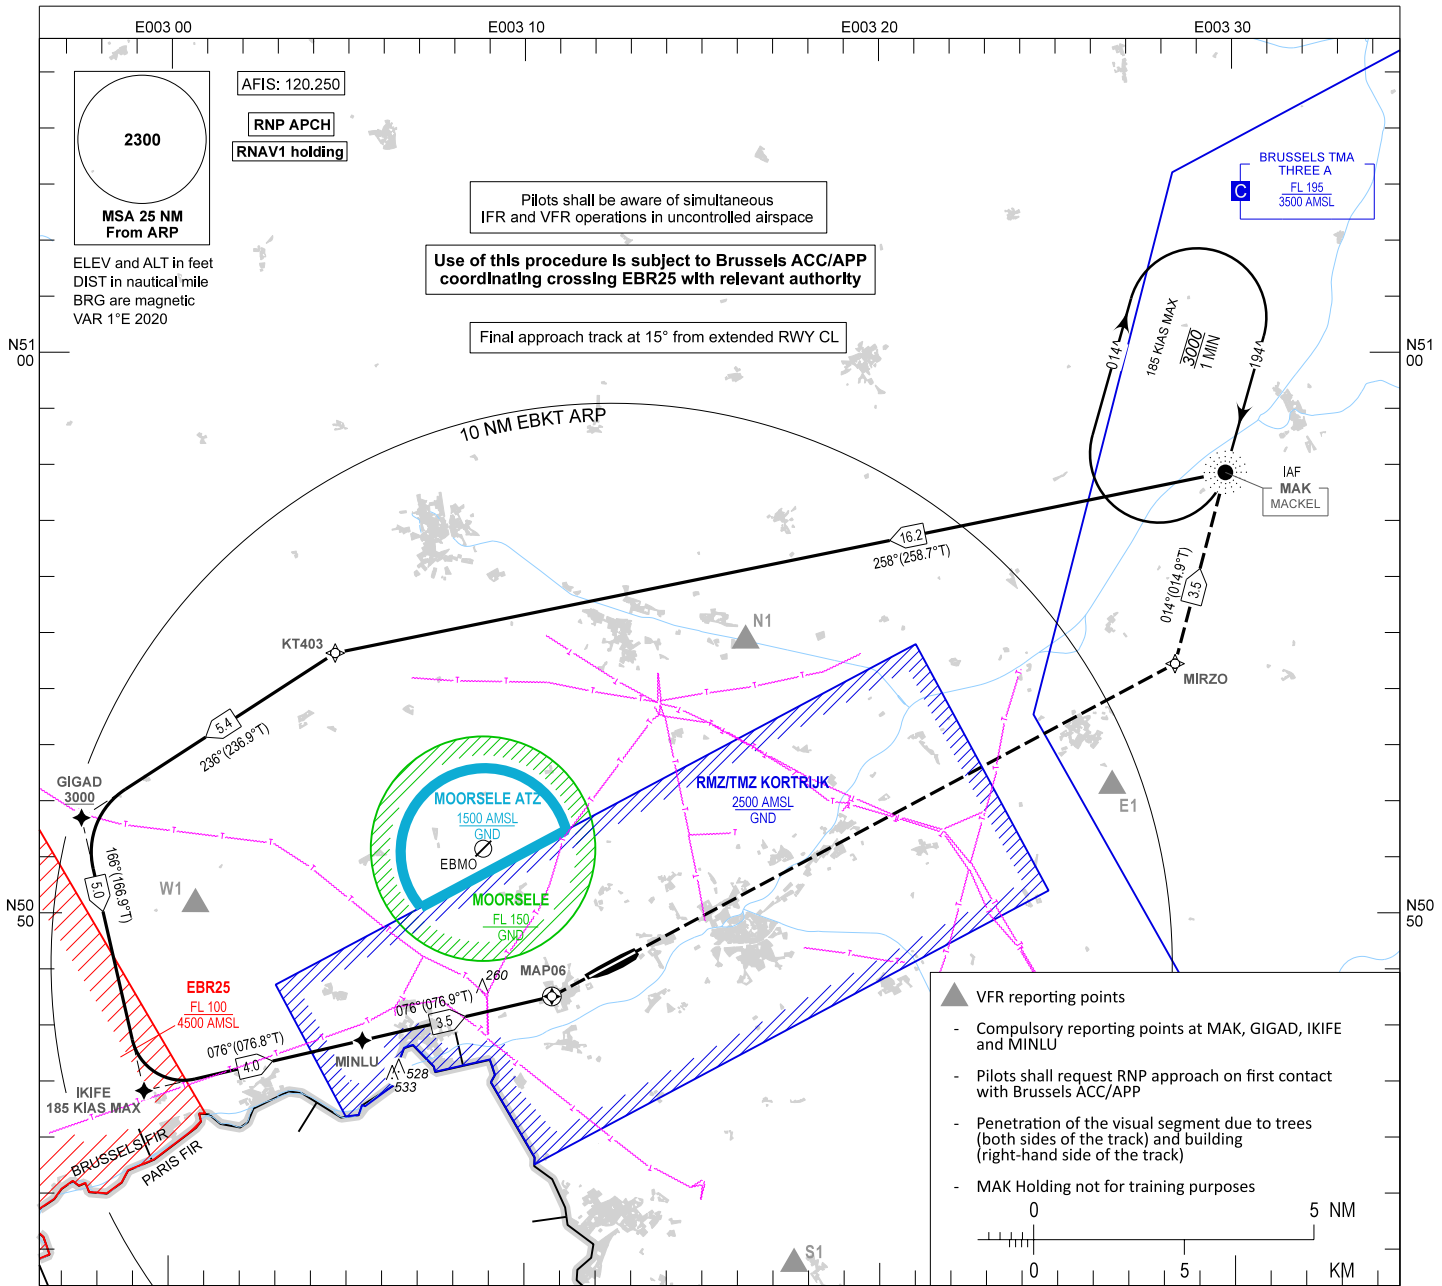 E003 00
E003 10
E003 20
E003 30
2300
MSA 25 NM
From ARP
AFIS: 120.250
RNP APCH
RNAV1 holding
ELEV and ALT in feet
DIST in nautical mile
BRG are magnetic
VAR 1°E 2020
Pilots shall be aware of simultaneous
IFR and VFR operations in uncontrolled airspace
Use of this procedure is subject to Brussels ACC/APP
coordinating crossing EBR25 with relevant authority
Final approach track at 15° from extended RWY CL
BRUSSELS TMA
THREE A
C
FL 195
3500 AMSL
N51
00
N51
00
014°
185 KIAS MAX
3000
1 MIN
194°
10 NM EBKT ARP
IAF
MAK
MACKEL
16.2
258°(258.7°T)
014°(014.9°T)
3.5
N1
KT403
MIRZO
5.4
236°(236.9°T)
GIGAD
3000
MOORSELE ATZ
1500 AMSL
GND
EBMO
RMZ/TMZ KORTRIJK
2500 AMSL
GND
E1
166°(166.9°T)
5.0
W1
MOORSELE
FL 150
GND
N50
50
N50
50
EBR25
FL 100
4500 AMSL
260
MAP06
076°(076.9°T)
3.5
076°(076.8°T)
4.0
MINLU
528
533
IKIFE
185 KIAS MAX
BRUSSELS FIR
PARIS FIR
S1
VFR reporting points
- Compulsory reporting points at MAK, GIGAD, IKIFE
and MINLU
- Pilots shall request RNP approach on first contact
with Brussels ACC/APP
- Penetration of the visual segment due to trees
(both sides of the track) and building
(right-hand side of the track)
- MAK Holding not for training purposes
0 5 NM
0 5 KM